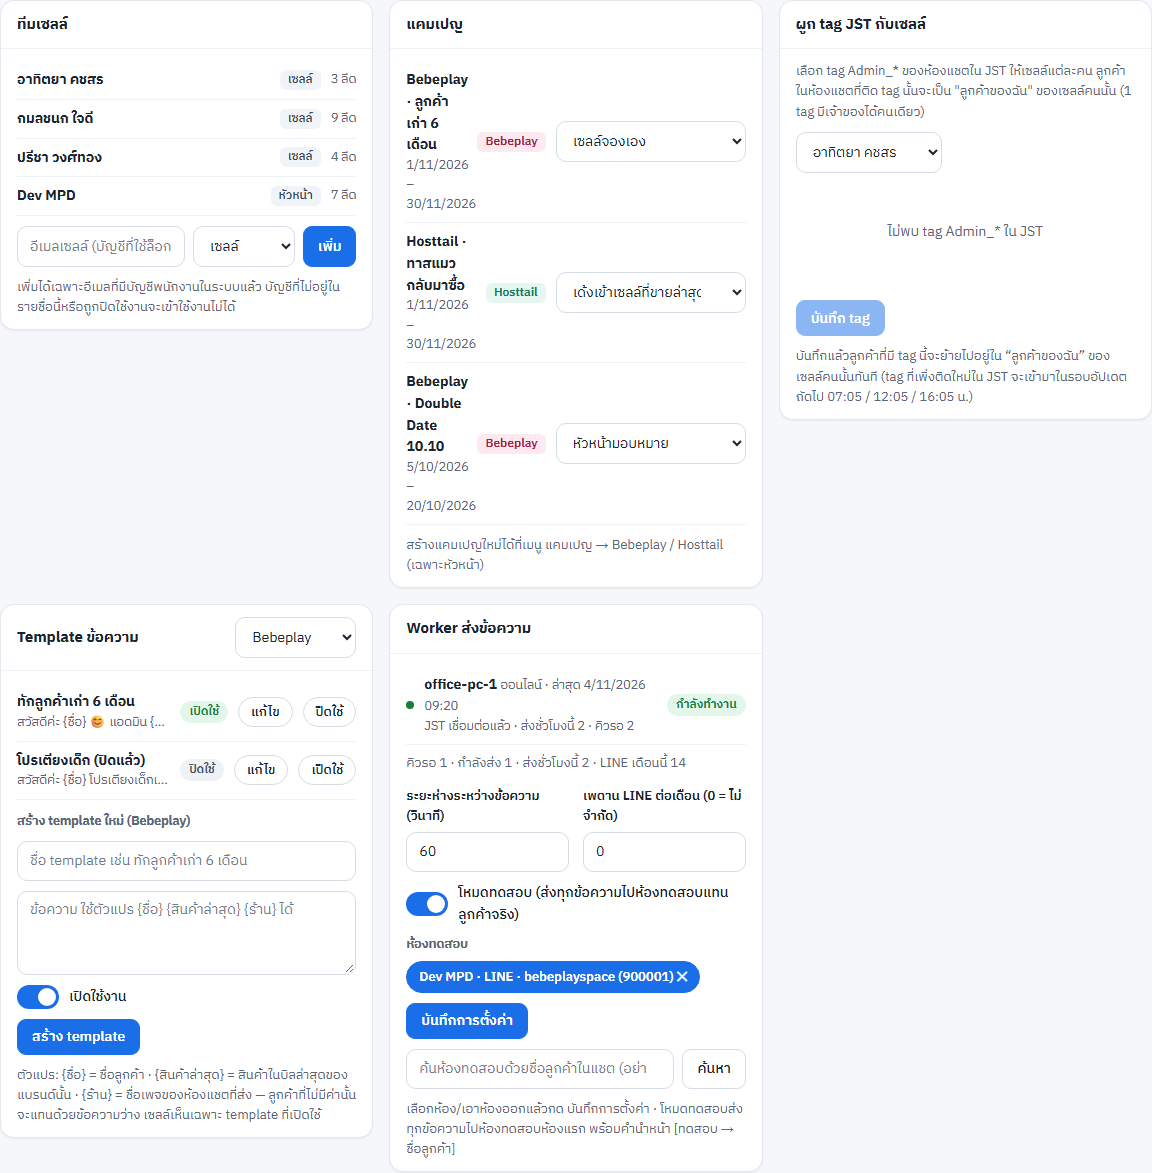 ทีมเซลล์
อาทิตยา คชสร เซลล์ 3 ลีด
กมลชนก ใจดี เซลล์ 9 ลีด
ปรีชา วงศ์ทอง เซลล์ 4 ลีด
Dev MPD หัวหน้า 7 ลีด
อีเมลเซลล์ (บัญชีที่ใช้ล็อก เซลล์ เพิ่ม
เพิ่มได้เฉพาะอีเมลที่มีบัญชีพนักงานในระบบแล้ว บัญชีที่ไม่อยู่ใน
รายชื่อนี้หรือถูกปิดใช้งานจะเข้าใช้งานไม่ได้
แคมเปญ
Bebeplay
· ลูกค้า
เก่า 6
เดือน
1/11/2026
–
30/11/2026
Bebeplay เซลล์จองเอง
Hosttail ·
ทาสแมว
กลับมาซื้อ
1/11/2026
–
30/11/2026
Hosttail เด้งเข้าเซลล์ที่ขายล่าสุด
Bebeplay
· Double
Date
10.10
5/10/2026
–
20/10/2026
Bebeplay หัวหน้ามอบหมาย
สร้างแคมเปญใหม่ได้ที่เมนู แคมเปญ → Bebeplay / Hosttail
(เฉพาะหัวหน้า)
ผูก tag JST กับเซลล์
เลือก tag Admin_* ของห้องแชตใน JST ให้เซลล์แต่ละคน ลูกค้า
ในห้องแชตที่ติด tag นั้นจะเป็น "ลูกค้าของฉัน" ของเซลล์คนนั้น (1
tag มีเจ้าของได้คนเดียว)
อาทิตยา คชสร
ไม่พบ tag Admin_* ใน JST
บันทึก tag
บันทึกแล้วลูกค้าที่มี tag นี้จะย้ายไปอยู่ใน “ลูกค้าของฉัน” ของ
เซลล์คนนั้นทันที (tag ที่เพิ่งติดใหม่ใน JST จะเข้ามาในรอบอัปเดต
ถัดไป 07:05 / 12:05 / 16:05 น.)
Template ข้อความ Bebeplay
ทักลูกค้าเก่า 6 เดือน
สวัสดีค่ะ {ชื่อ} 😊 แอดมิน {...
เปิดใช้ แก้ไข ปิดใช้
โปรเตียงเด็ก (ปิดแล้ว)
สวัสดีค่ะ {ชื่อ} โปรเตียงเด็กเ...
ปิดใช้ แก้ไข เปิดใช้
สร้าง template ใหม่ (Bebeplay)
ชื่อ template เช่น ทักลูกค้าเก่า 6 เดือน
ข้อความ ใช้ตัวแปร {ชื่อ} {สินค้าล่าสุด} {ร้าน} ได้
เปิดใช้งาน
สร้าง template
ตัวแปร: {ชื่อ} = ชื่อลูกค้า · {สินค้าล่าสุด} = สินค้าในบิลล่าสุดของ
แบรนด์นั้น · {ร้าน} = ชื่อเพจของห้องแชตที่ส่ง — ลูกค้าที่ไม่มีค่านั้น
จะแทนด้วยข้อความว่าง เซลล์เห็นเฉพาะ template ที่เปิดใช้
Worker ส่งข้อความ
office-pc-1 ออนไลน์ · ล่าสุด 4/11/2026
09:20
JST เชื่อมต่อแล้ว · ส่งชั่วโมงนี้ 2 · คิวรอ 2
กำลังทำงาน
คิวรอ 1 · กำลังส่ง 1 · ส่งชั่วโมงนี้ 2 · LINE เดือนนี้ 14
ระยะห่างระหว่างข้อความ
(วินาที)
60
เพดาน LINE ต่อเดือน (0 = ไม่
จำกัด)
0
โหมดทดสอบ (ส่งทุกข้อความไปห้องทดสอบแทน
ลูกค้าจริง)
ห้องทดสอบ
Dev MPD · LINE · bebeplayspace (900001) ✕
บันทึกการตั้งค่า
ค้นห้องทดสอบด้วยชื่อลูกค้าในแชต (อย่า ค้นหา
เลือกห้อง/เอาห้องออกแล้วกด บันทึกการตั้งค่า · โหมดทดสอบส่ง
ทุกข้อความไปห้องทดสอบห้องแรก พร้อมคำนำหน้า [ทดสอบ →
ชื่อลูกค้า]